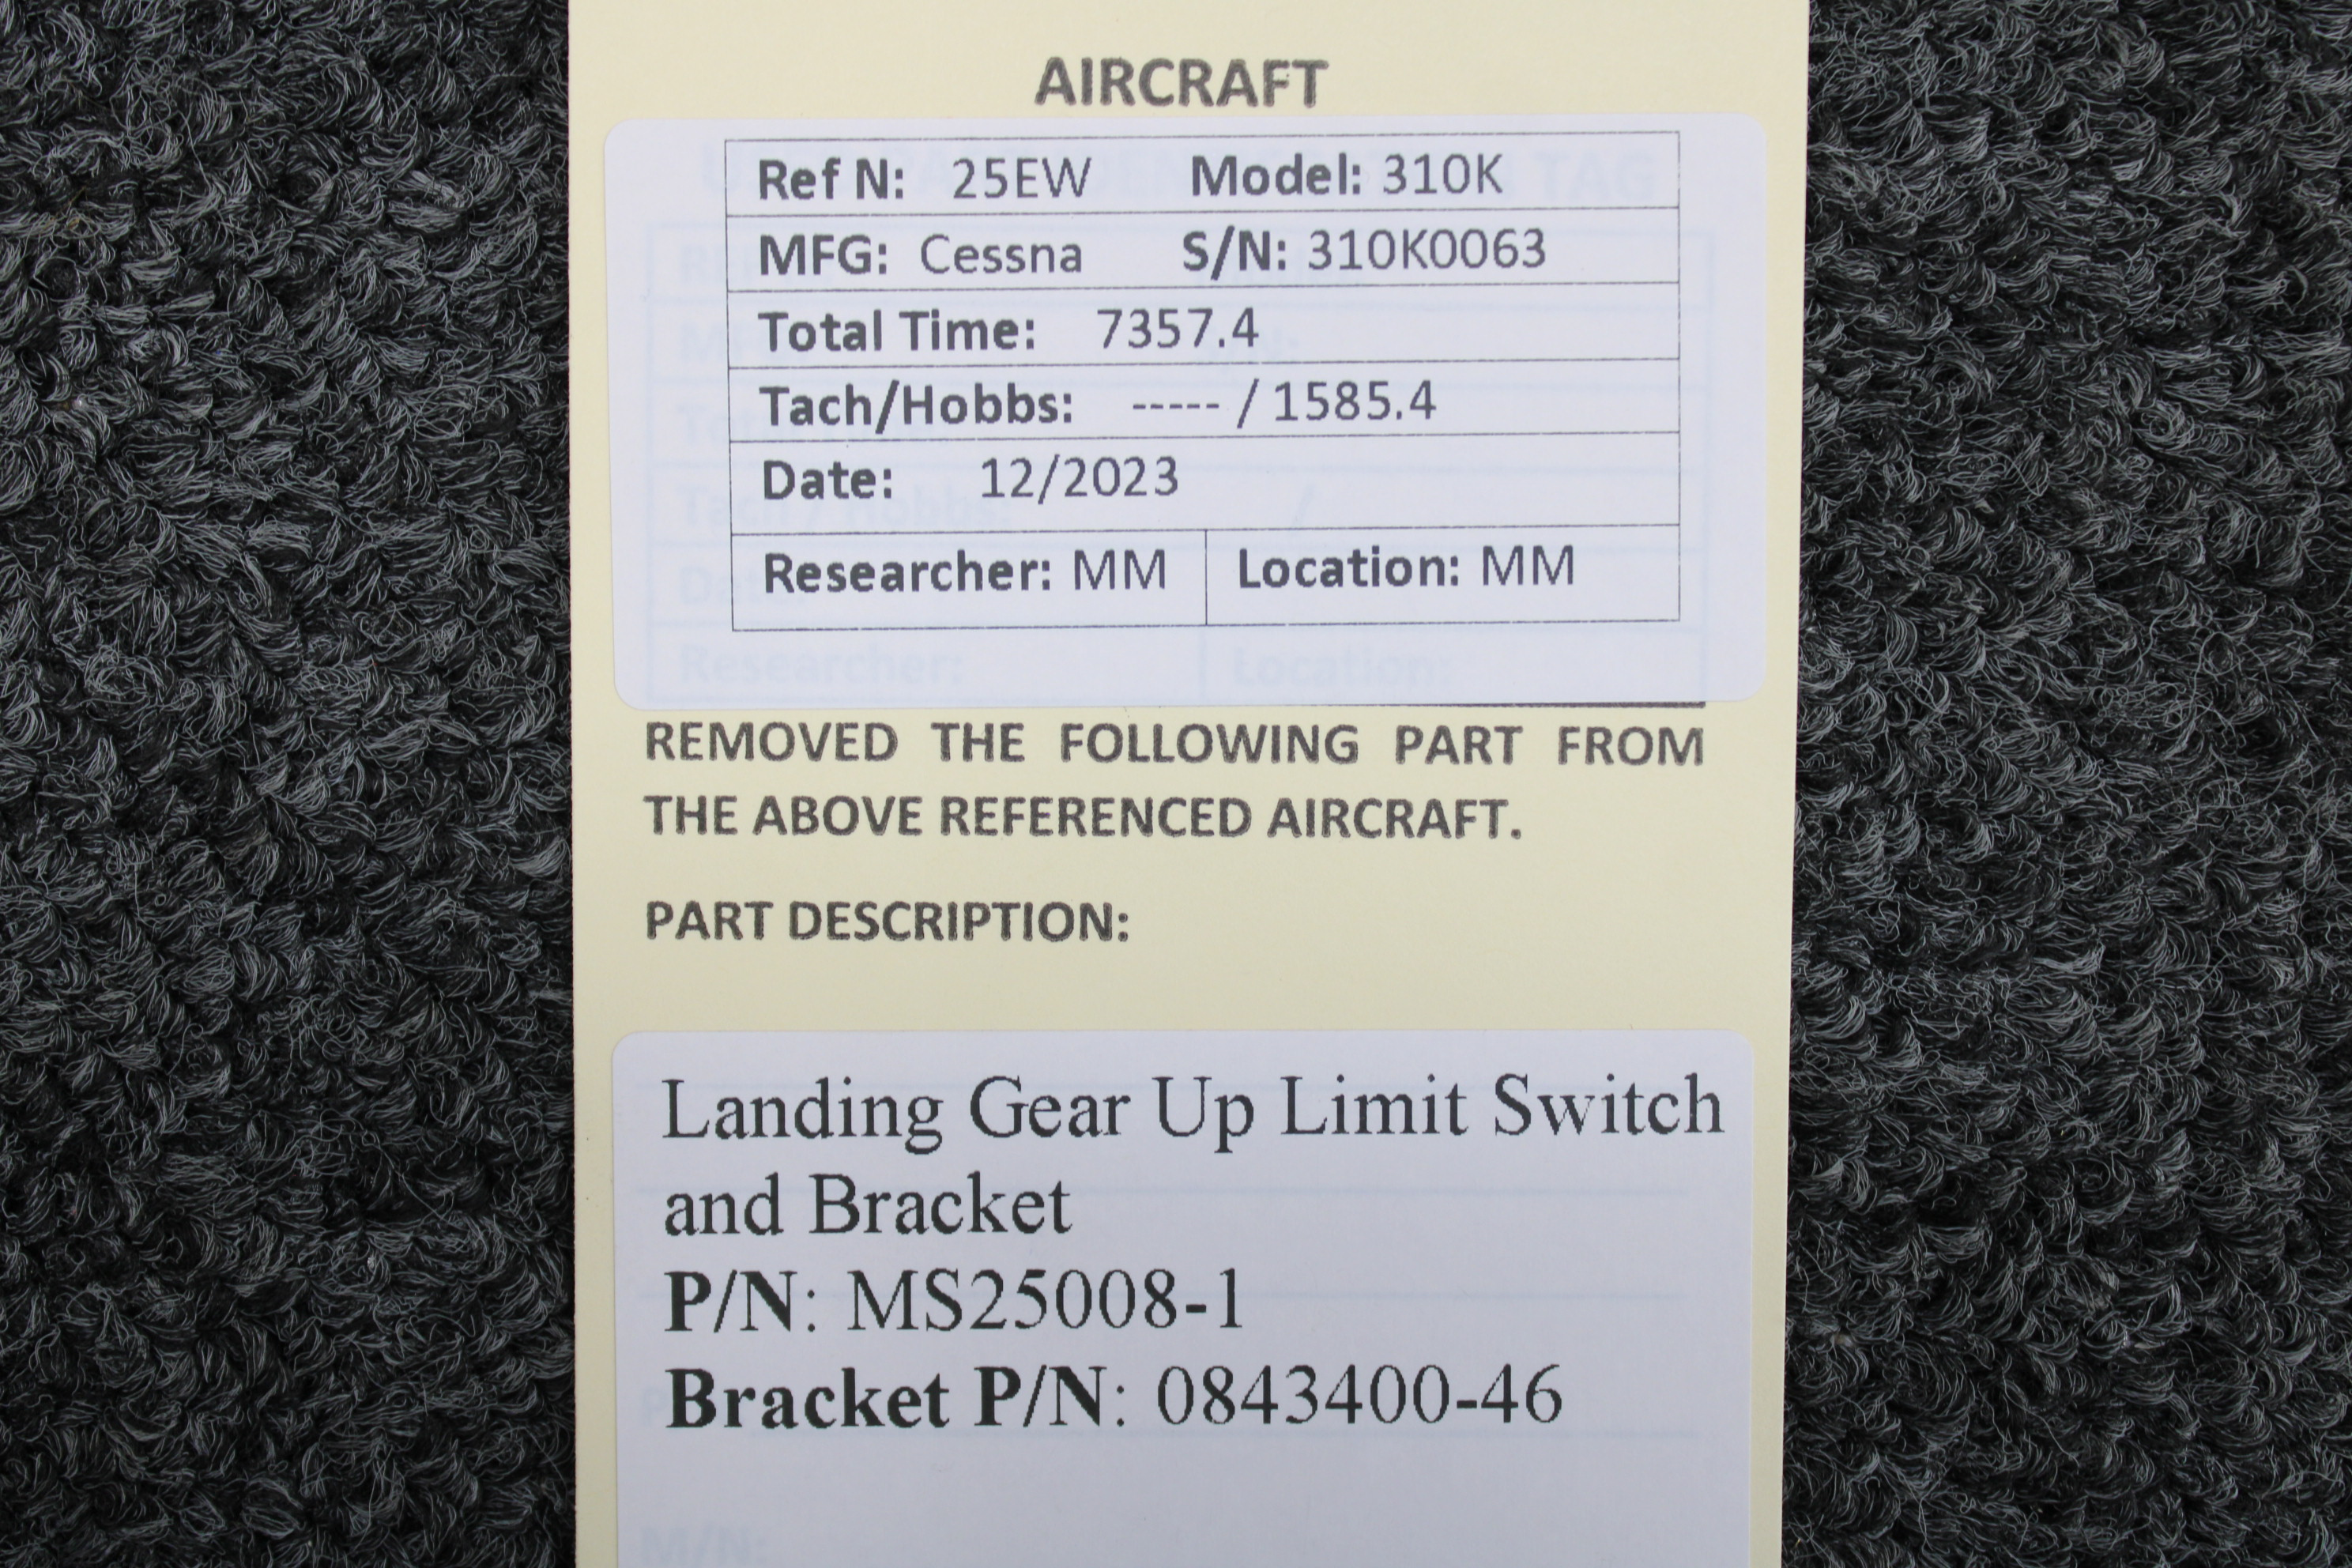 AIRCRAFT
Ref N: 25EW Model: 310K
MFG: Cessna S/N: 310K0063
Total Time: 7357.4
Tach/Hobbs: ----- / 1585.4
Date: 12/2023
Researcher: MM Location: MM
REMOVED THE FOLLOWING PART FROM
THE ABOVE REFERENCED AIRCRAFT.
PART DESCRIPTION:
Landing Gear Up Limit Switch
and Bracket
P/N: MS25008-1
Bracket P/N: 0843400-46
M/N: